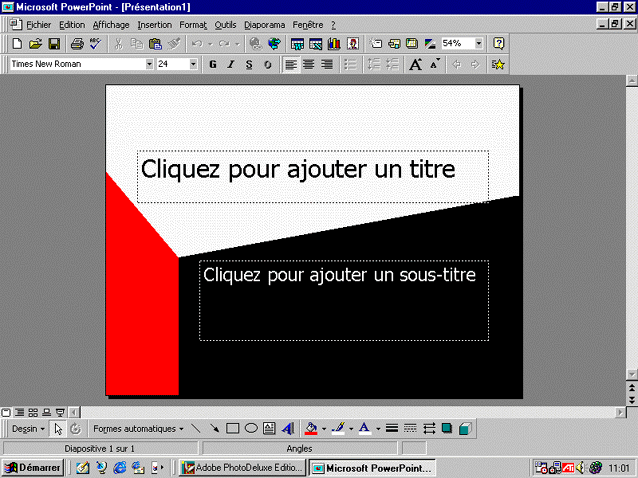 Microsoft PowerPoint - [Présentation1]
Fichier Edition Affichage Insertion Format Outils Diaporama Fenêtre ?
54%
Times New Roman 24 G I S
Cliquez pour ajouter un titre
Cliquez pour ajouter un sous-titre
Dessin Formes automatiques
Diapositive 1 sur 1 Angles
Démarrer Adobe PhotoDeluxe Editio... Microsoft PowerPoint... ATI 11:01